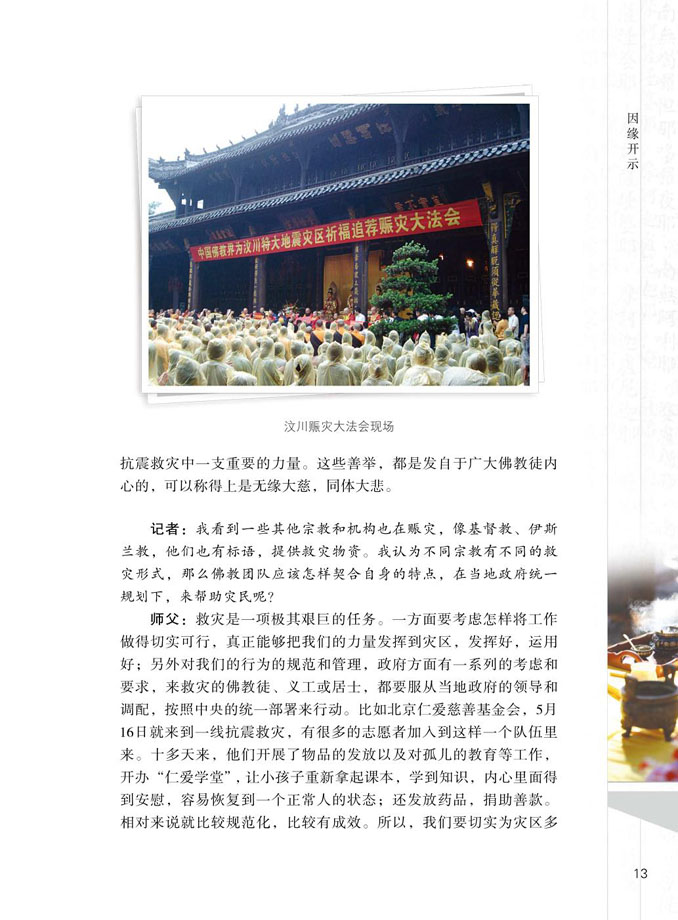 因缘开示
中国佛教界为汶川特大地震灾区祈福追荐赈灾大法会
汶川赈灾大法会现场
抗震救灾中一支重要的力量。这些善举，都是发自于广大佛教徒内
心的，可以称得上是无缘大慈，同体大悲。
记者：我看到一些其他宗教和机构也在赈灾，像基督教、伊斯
兰教，他们也有标语，提供救灾物资。我认为不同宗教有不同的救
灾形式，那么佛教团队应该怎样契合自身的特点，在当地政府统一
规划下，来帮助灾民呢？
师父：救灾是一项极其艰巨的任务。一方面要考虑怎样将工作
做得切实可行，真正能够把我们的力量发挥到灾区，发挥好，运用
好；另外对我们的行为的规范和管理，政府方面有一系列的考虑和
要求，来救灾的佛教徒、义工或居士，都要服从当地政府的领导和
调配，按照中央的统一部署来行动。比如北京仁爱慈善基金会，5月
16日就来到一线抗震救灾，有很多的志愿者加入到这样一个队伍里
来。十多天来，他们开展了物品的发放以及对孤儿的教育等工作，
开办“仁爱学堂”，让小孩子重新拿起课本，学到知识，内心里面得
到安慰，容易恢复到一个正常人的状态；还发放药品，捐助善款。
相对来说就比较规范化，比较有成效。所以，我们要切实为灾区多
13